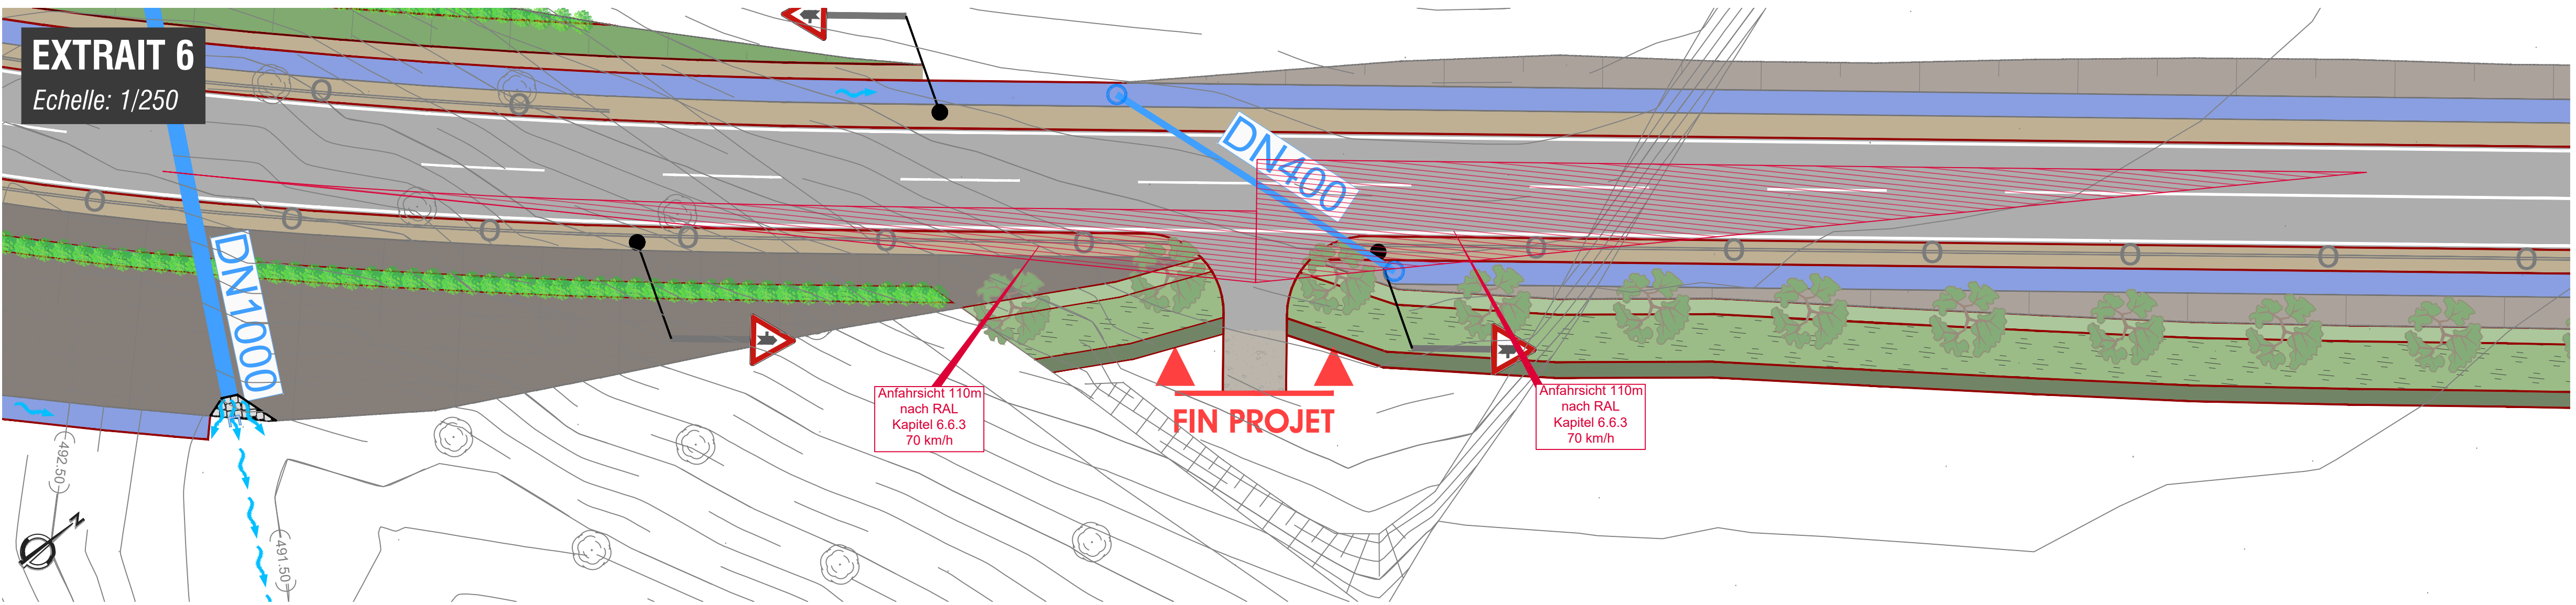 EXTRAIT 6
Echelle: 1/250
DN400
DN1000
Anfahrsicht 110m
nach RAL
Kapitel 6.6.3
70 km/h
FIN PROJET
Anfahrsicht 110m
nach RAL
Kapitel 6.6.3
70 km/h
492.50
491.50
N